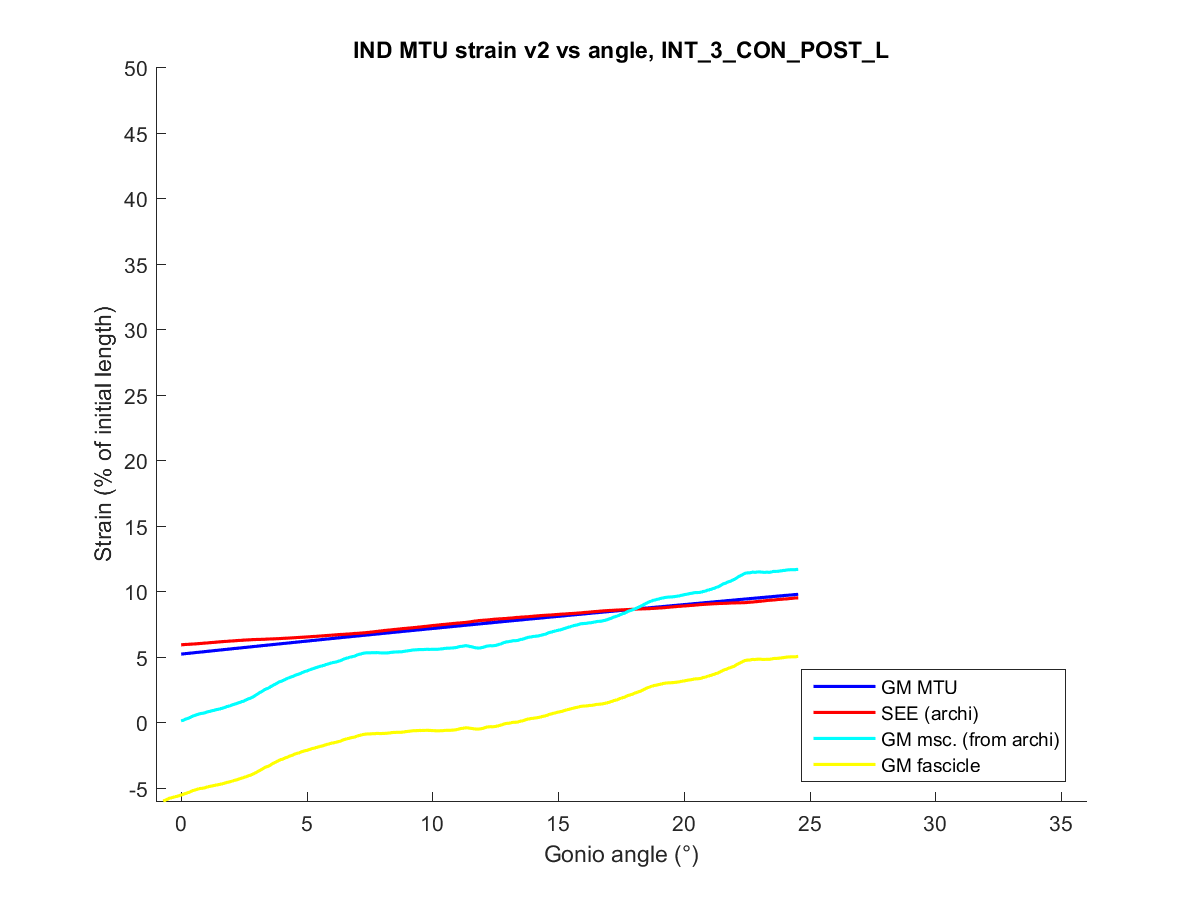 IND MTU strain v2 vs angle, INT_3_CON_POST_L
50
45
40
35
30
25
20
15
10
5
0
-5
Strain (% of initial length)
GM MTU
SEE (archi)
GM msc. (from archi)
GM fascicle
0 5 10 15 20 25 30 35
Gonio angle (°)